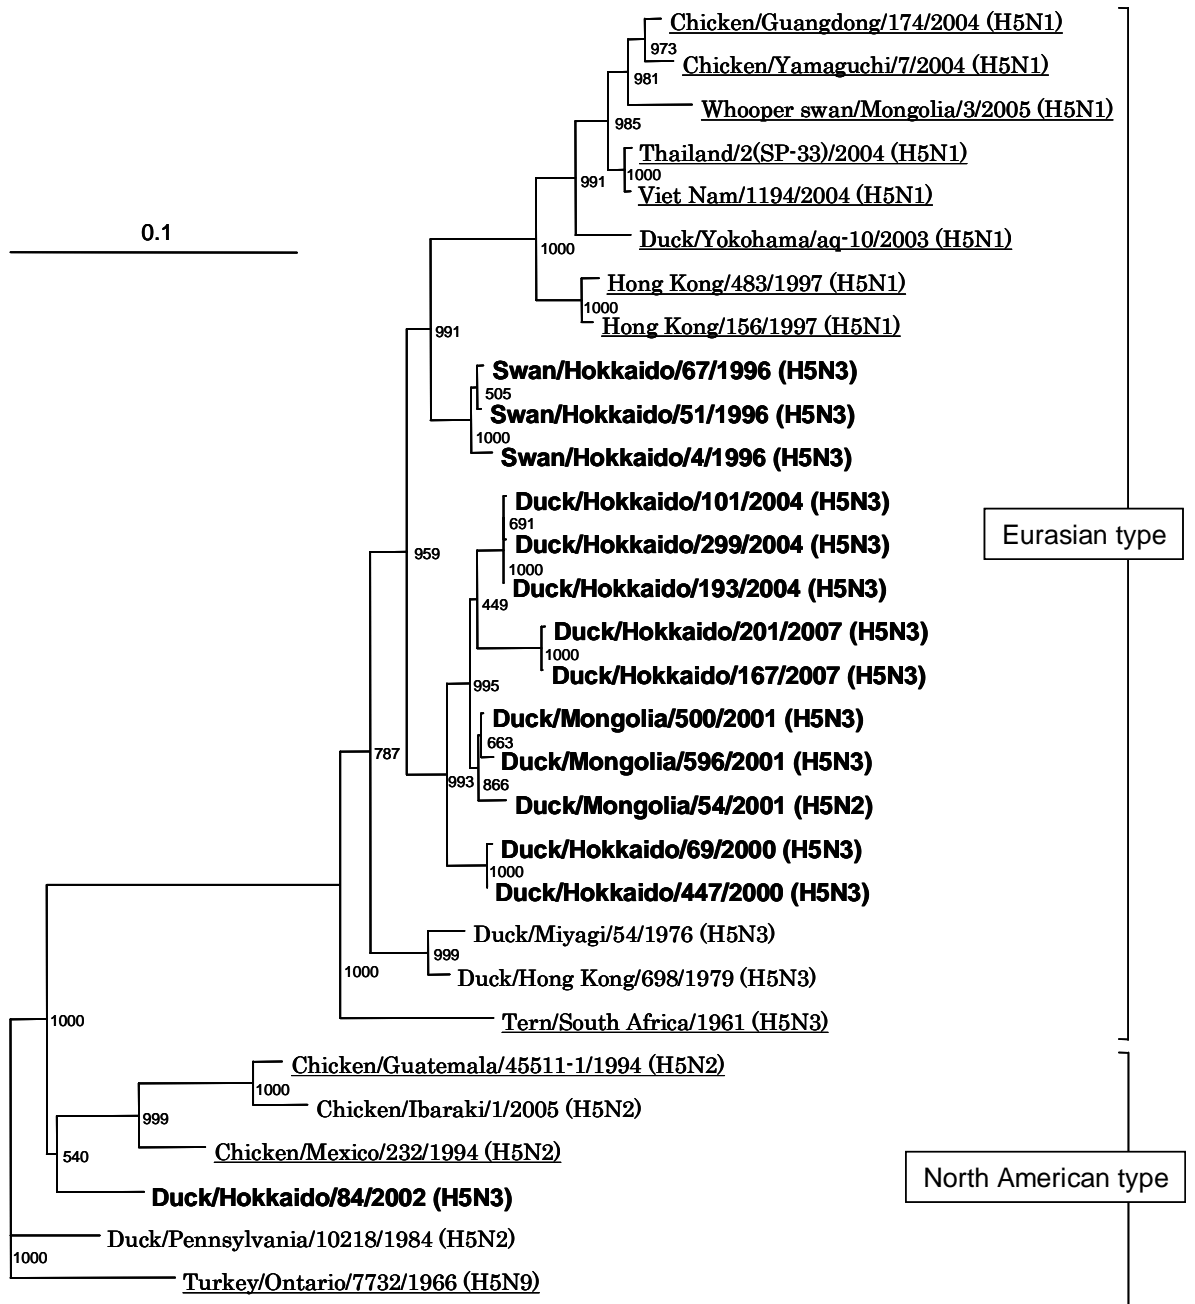 Chicken/Guangdong/174/2004 (H5N1)
973
Chicken/Yamaguchi/7/2004 (H5N1)
981
Whooper swan/Mongolia/3/2005 (H5N1)
985
Thailand/2(SP-33)/2004 (H5N1)
1000
991
Viet Nam/1194/2004 (H5N1)
0.1
Duck/Yokohama/aq-10/2003 (H5N1)
1000
Hong Kong/483/1997 (H5N1)
1000
Hong Kong/156/1997 (H5N1)
991
Swan/Hokkaido/67/1996 (H5N3)
505
Swan/Hokkaido/51/1996 (H5N3)
1000
Swan/Hokkaido/4/1996 (H5N3)
Duck/Hokkaido/101/2004 (H5N3)
691
Eurasian type
Duck/Hokkaido/299/2004 (H5N3)
959
1000
Duck/Hokkaido/193/2004 (H5N3)
449
Duck/Hokkaido/201/2007 (H5N3)
1000
Duck/Hokkaido/167/2007 (H5N3)
995
Duck/Mongolia/500/2001 (H5N3)
663
787
Duck/Mongolia/596/2001 (H5N3)
993
866
Duck/Mongolia/54/2001 (H5N2)
Duck/Hokkaido/69/2000 (H5N3)
1000
Duck/Hokkaido/447/2000 (H5N3)
Duck/Miyagi/54/1976 (H5N3)
999
1000
Duck/Hong Kong/698/1979 (H5N3)
1000
Tern/South Africa/1961 (H5N3)
Chicken/Guatemala/45511-1/1994 (H5N2)
1000
Chicken/Ibaraki/1/2005 (H5N2)
999
Chicken/Mexico/232/1994 (H5N2)
540
North American type
Duck/Hokkaido/84/2002 (H5N3)
Duck/Pennsylvania/10218/1984 (H5N2)
1000
Turkey/Ontario/7732/1966 (H5N9)